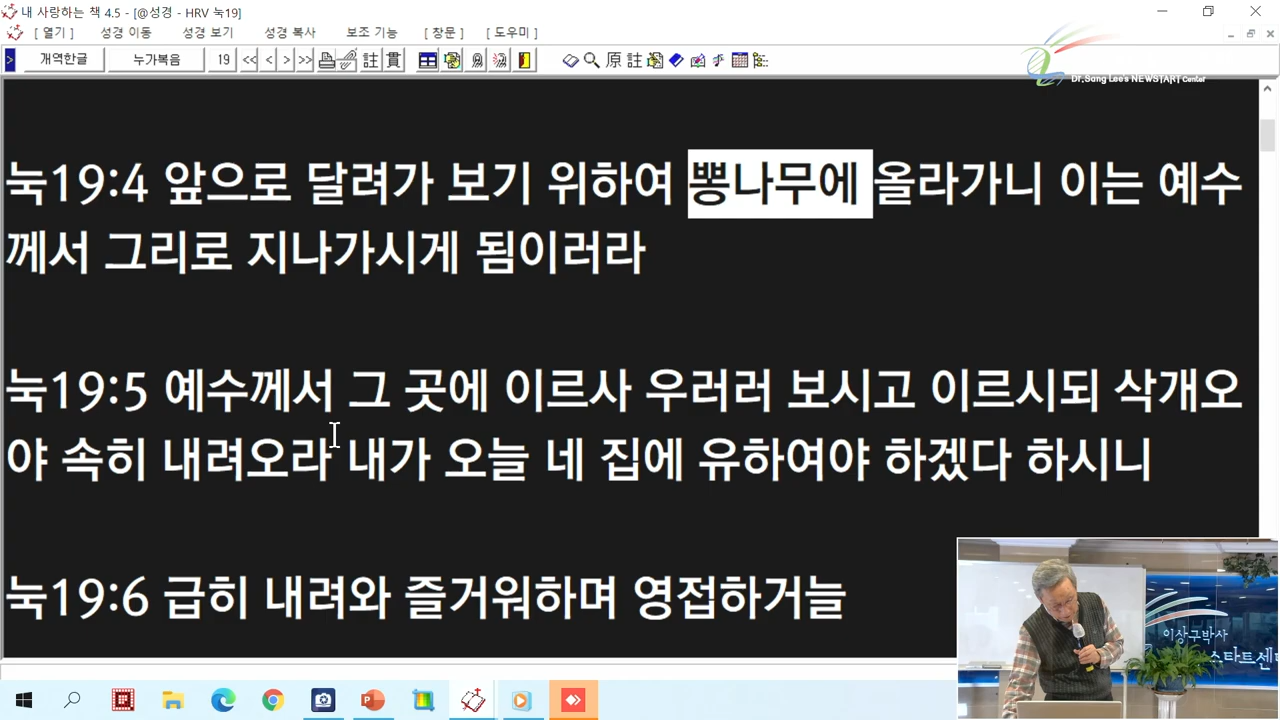 내 사랑하는 책 4.5 - [@성경 - HRV 눅19]
[ 열기 ] 성경 이동 성경 보기 성경 복사 보조 기능 [ 창문 ] [ 도우미 ]
> 개역한글 누가복음 19 << < > >> 註 貫 原 註
Dr.Sang Lee's NEWSTART Center
눅19:4 앞으로 달려가 보기 위하여 뽕나무에 올라가니 이는 예수
께서 그리로 지나가시게 됨이러라
눅19:5 예수께서 그 곳에 이르사 우러러 보시고 이르시되 삭개오
야 속히 내려오라 내가 오늘 네 집에 유하여야 하겠다 하시니
눅19:6 급히 내려와 즐거워하며 영접하거늘
이상구박사
스타트센